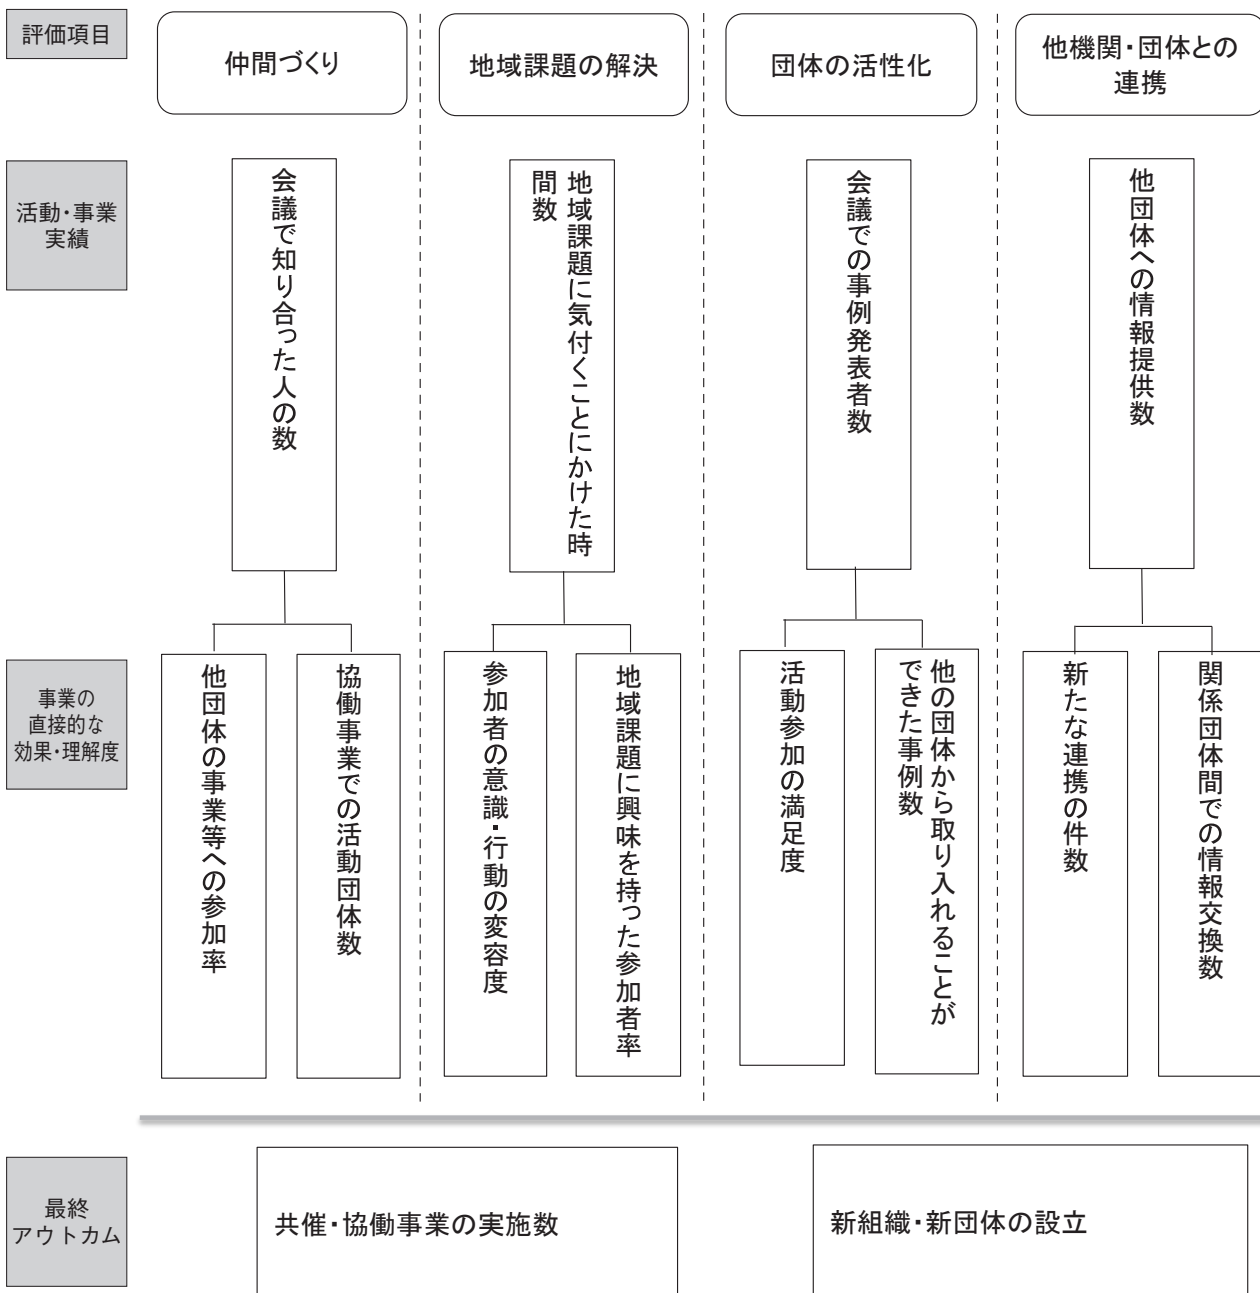 評価項目
仲間づくり
地域課題の解決
団体の活性化
他機関・団体との
連携
活動・事業
実績
会議で知り合った人の数
地域課題に気付くことにかけた時
間数
会議での事例発表者数
他団体への情報提供数
事業の
直接的な
効果・理解度
他団体の事業等への参加率
協働事業での活動団体数
参加者の意識・行動の変容度
地域課題に興味を持った参加者率
活動参加の満足度
他の団体から取り入れることが
できた事例数
新たな連携の件数
関係団体間での情報交換数
最終
アウトカム
共催・協働事業の実施数
新組織・新団体の設立